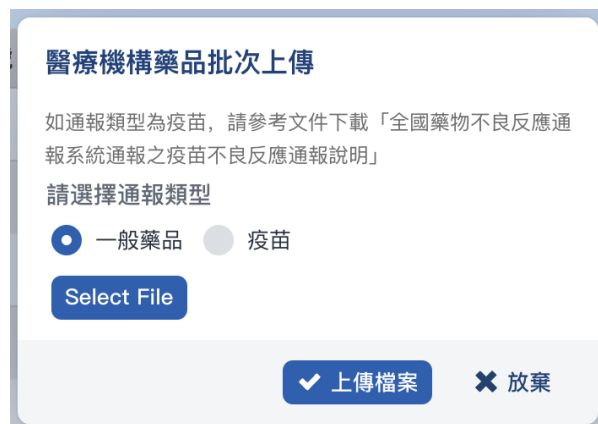 醫療機構藥品批次上傳
如通報類型為疫苗，請參考文件下載「全國藥物不良反應通
報系統通報之疫苗不良反應通報說明」
請選擇通報類型
一般藥品 疫苗
Select File
上傳檔案 放棄